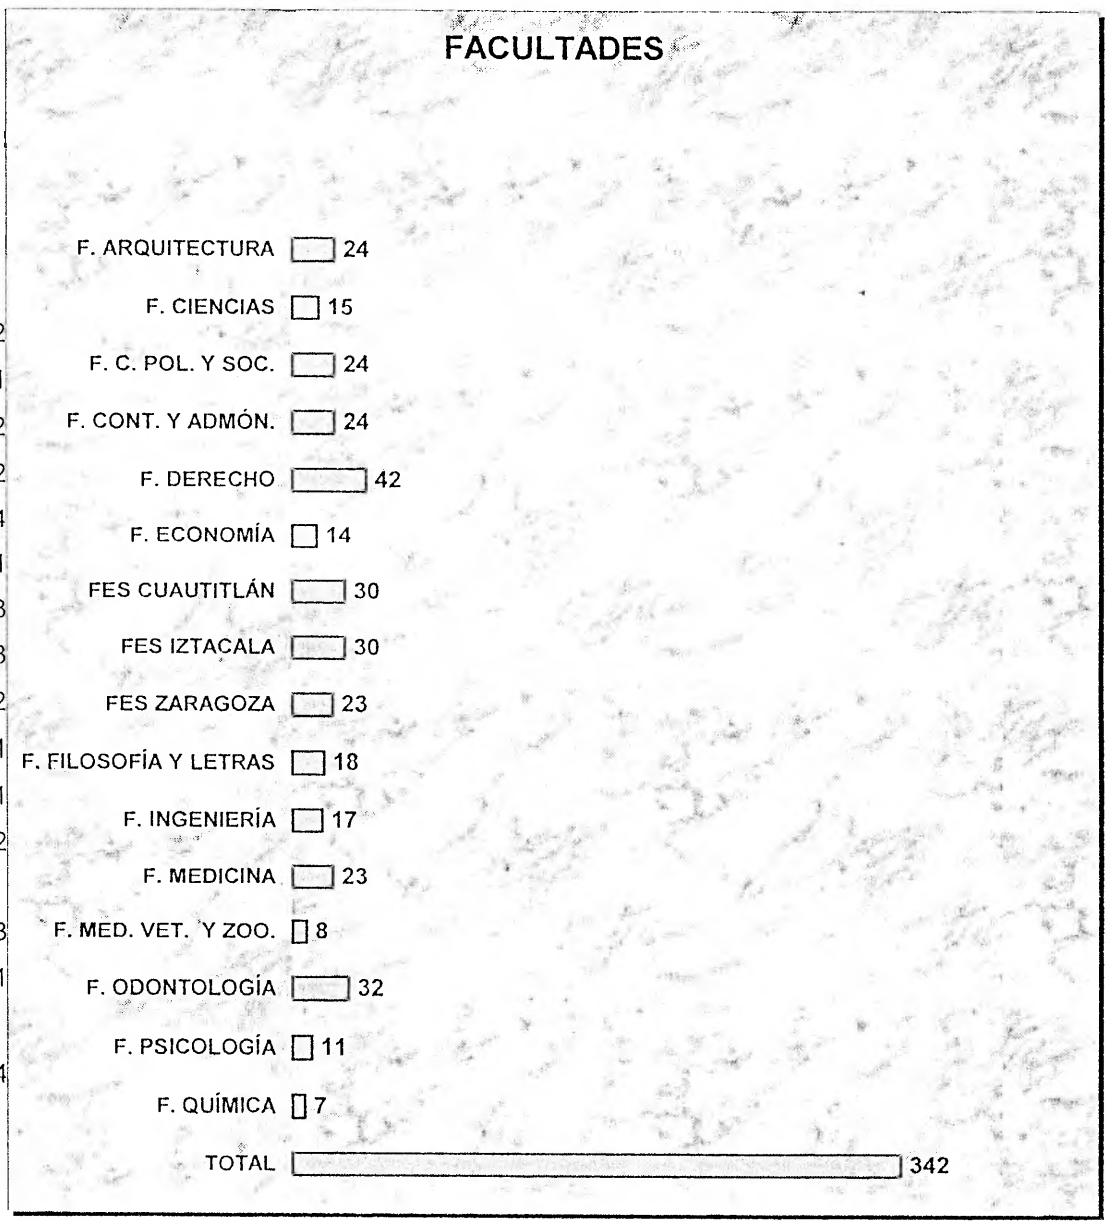 FACULTADES
F. ARQUITECTURA 24
F. CIENCIAS 15
F. C. POL. Y SOC. 24
F. CONT. Y ADMÓN. 24
F. DERECHO 42
F. ECONOMÍA 14
FES CUAUTITLÁN 30
FES IZTACALA 30
FES ZARAGOZA 23
F. FILOSOFÍA Y LETRAS 18
F. INGENIERÍA 17
F. MEDICINA 23
F. MED. VET. Y ZOO. 8
F. ODONTOLOGÍA 32
F. PSICOLOGÍA 11
F. QUÍMICA 7
TOTAL 342